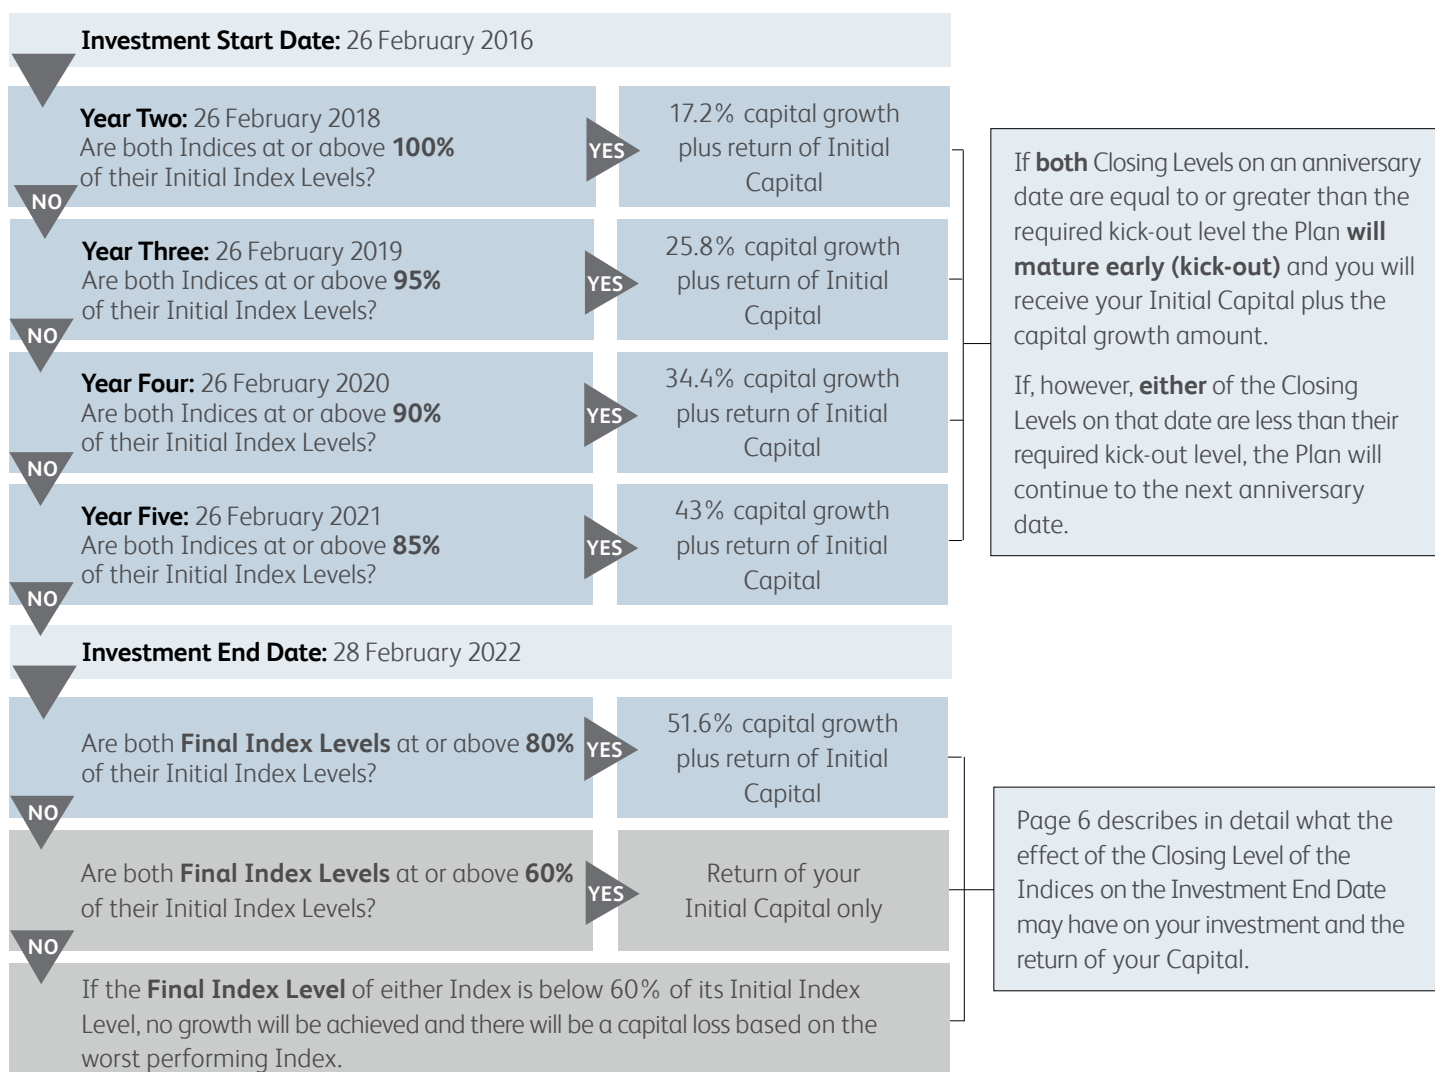 Investment Start Date: 26 February 2016
Year Two: 26 February 2018
Are both Indices at or above 100%
of their Initial Index Levels?
YES
17.2% capital growth
plus return of Initial
Capital
NO
Year Three: 26 February 2019
Are both Indices at or above 95%
of their Initial Index Levels?
YES
25.8% capital growth
plus return of Initial
Capital
NO
Year Four: 26 February 2020
Are both Indices at or above 90%
of their Initial Index Levels?
YES
34.4% capital growth
plus return of Initial
Capital
NO
Year Five: 26 February 2021
Are both Indices at or above 85%
of their Initial Index Levels?
YES
43% capital growth
plus return of Initial
Capital
NO
If both Closing Levels on an anniversary
date are equal to or greater than the
required kick-out level the Plan will
mature early (kick-out) and you will
receive your Initial Capital plus the
capital growth amount.
If, however, either of the Closing
Levels on that date are less than their
required kick-out level, the Plan will
continue to the next anniversary
date.
Investment End Date: 28 February 2022
Are both Final Index Levels at or above 80%
of their Initial Index Levels?
YES
51.6% capital growth
plus return of Initial
Capital
NO
Are both Final Index Levels at or above 60%
of their Initial Index Levels?
YES
Return of your
Initial Capital only
NO
If the Final Index Level of either Index is below 60% of its Initial Index
Level, no growth will be achieved and there will be a capital loss based on the
worst performing Index.
Page 6 describes in detail what the
effect of the Closing Level of the
Indices on the Investment End Date
may have on your investment and the
return of your Capital.